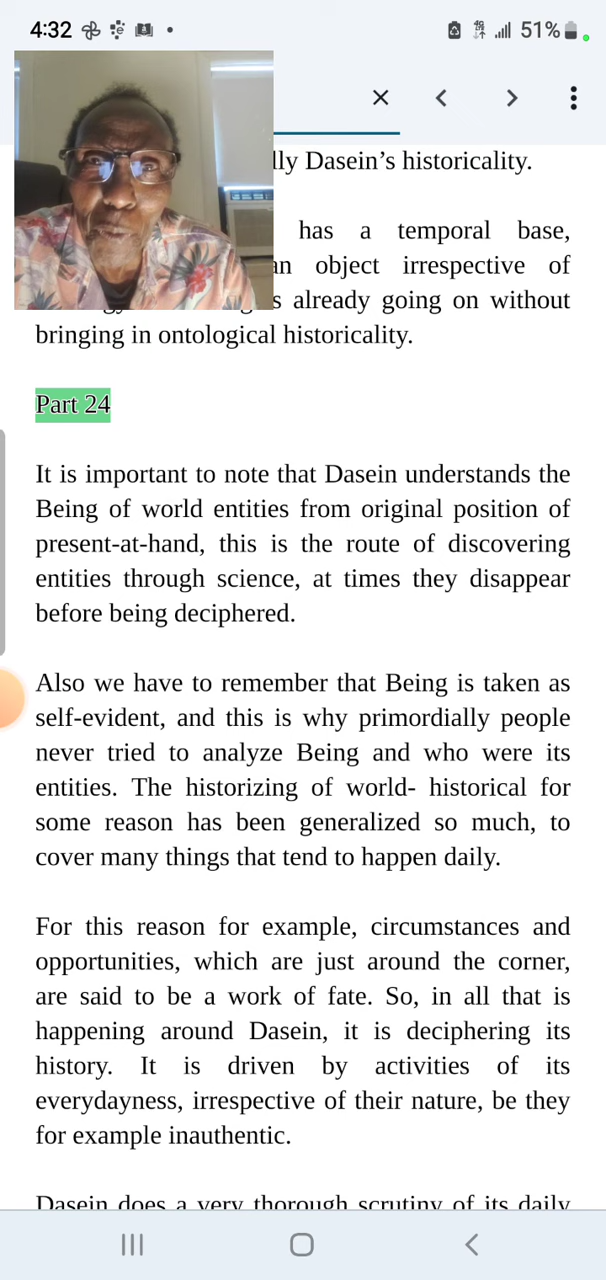 4:32
51%
lly Dasein's historicality.
has a temporal base,
an object irrespective of
s already going on without
bringing in ontological historicality.
Part 24
It is important to note that Dasein understands the
Being of world entities from original position of
present-at-hand, this is the route of discovering
entities through science, at times they disappear
before being deciphered.
Also we have to remember that Being is taken as
self-evident, and this is why primordially people
never tried to analyze Being and who were its
entities. The historizing of world- historical for
some reason has been generalized so much, to
cover many things that tend to happen daily.
For this reason for example, circumstances and
opportunities, which are just around the corner,
are said to be a work of fate. So, in all that is
happening around Dasein, it is deciphering its
history. It is driven by activities of its
everydayness, irrespective of their nature, be they
for example inauthentic.
Dasein does a very thorough scrutiny of its daily